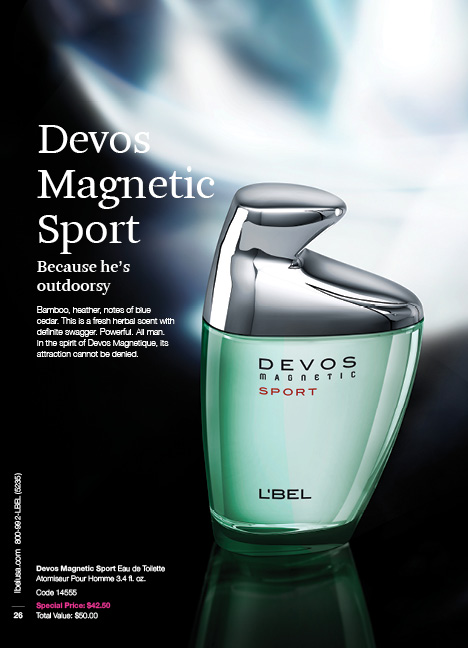 Devos
Magnetic
Sport
Because he's
outdoorsy
Bamboo, heather, notes of blue
cedar. This is a fresh herbal scent with
definite swagger. Powerful. All man.
In the spirit of Devos Magnetique, its
attraction cannot be denied.
DEVOS
MAGNETIC
SPORT
L'BEL
lbelusa.com 800-992-LBEL (5235)
26
Devos Magnetic Sport Eau de Toilette
Atomiseur Pour Homme 3.4 fl. oz.
Code 14555
Special Price: $42.50
Total Value: $50.00